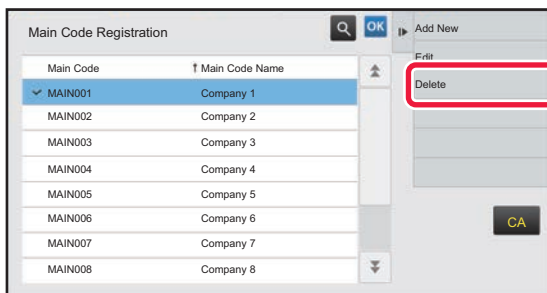 Main Code Registration
OK
Add New
Edit
Delete
Main Code
Main Code Name
MAIN001 Company 1
MAIN002 Company 2
MAIN003 Company 3
MAIN004 Company 4
MAIN005 Company 5
MAIN006 Company 6
MAIN007 Company 7
MAIN008 Company 8
CA